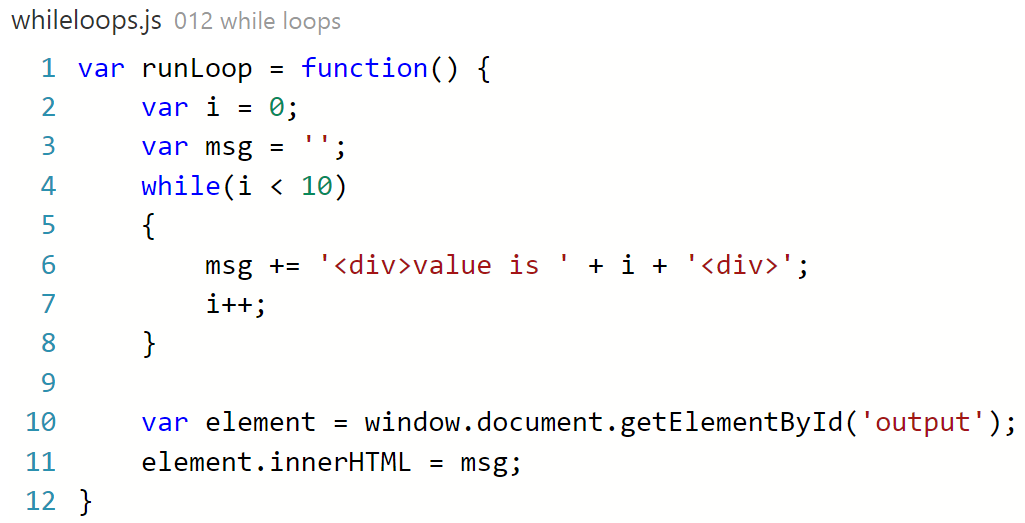 whileloops.js 012 while loops
1 var runLoop = function() {
2     var i = 0;
3     var msg = '';
4     while(i < 10)
5     {
6         msg += '<div>value is ' + i + '<div>';
7         i++;
8     }
9
10     var element = window.document.getElementById('output');
11     element.innerHTML = msg;
12 }